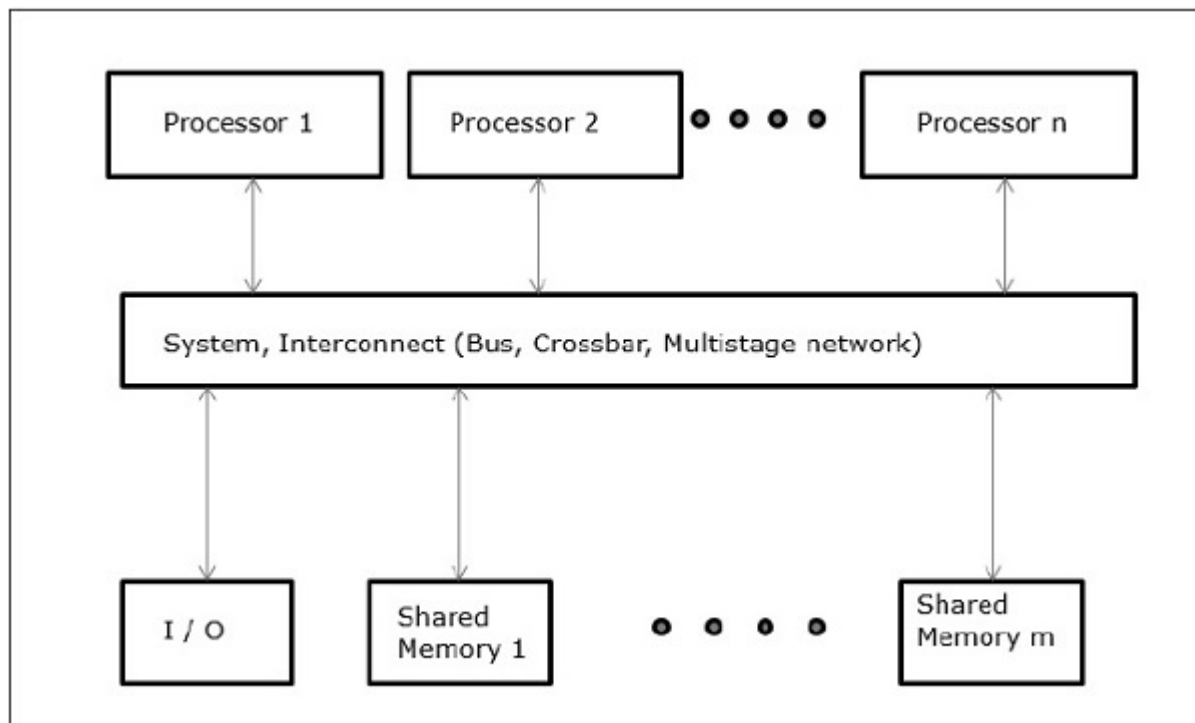 Processor 1
Processor 2
Processor n
System, Interconnect (Bus, Crossbar, Multistage network)
I / O
Shared
Memory 1
Shared
Memory m